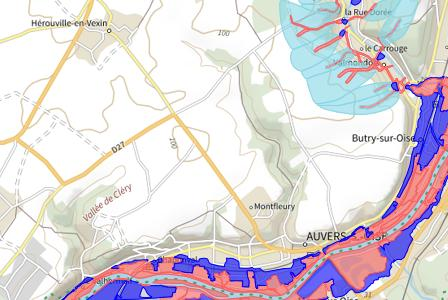 la Rue Dorée
Hérouville-en-Vexin
100
le Carrouge
Valmondois
Butry-sur-Oise
D27
100
Vallée de Cléry
Montfleury
AUVERS